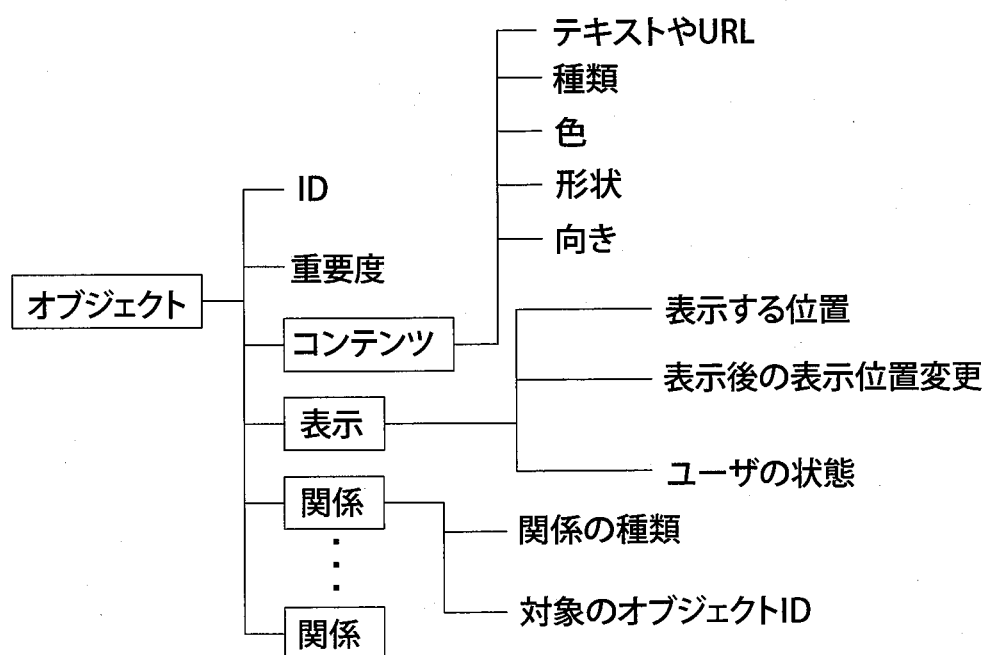 テキストやURL
種類
色
形状
向き
ID
重要度
オブジェクト
コンテンツ
表示
表示する位置
表示後の表示位置変更
ユーザの状態
関係
関係の種類
対象のオブジェクトID
関係